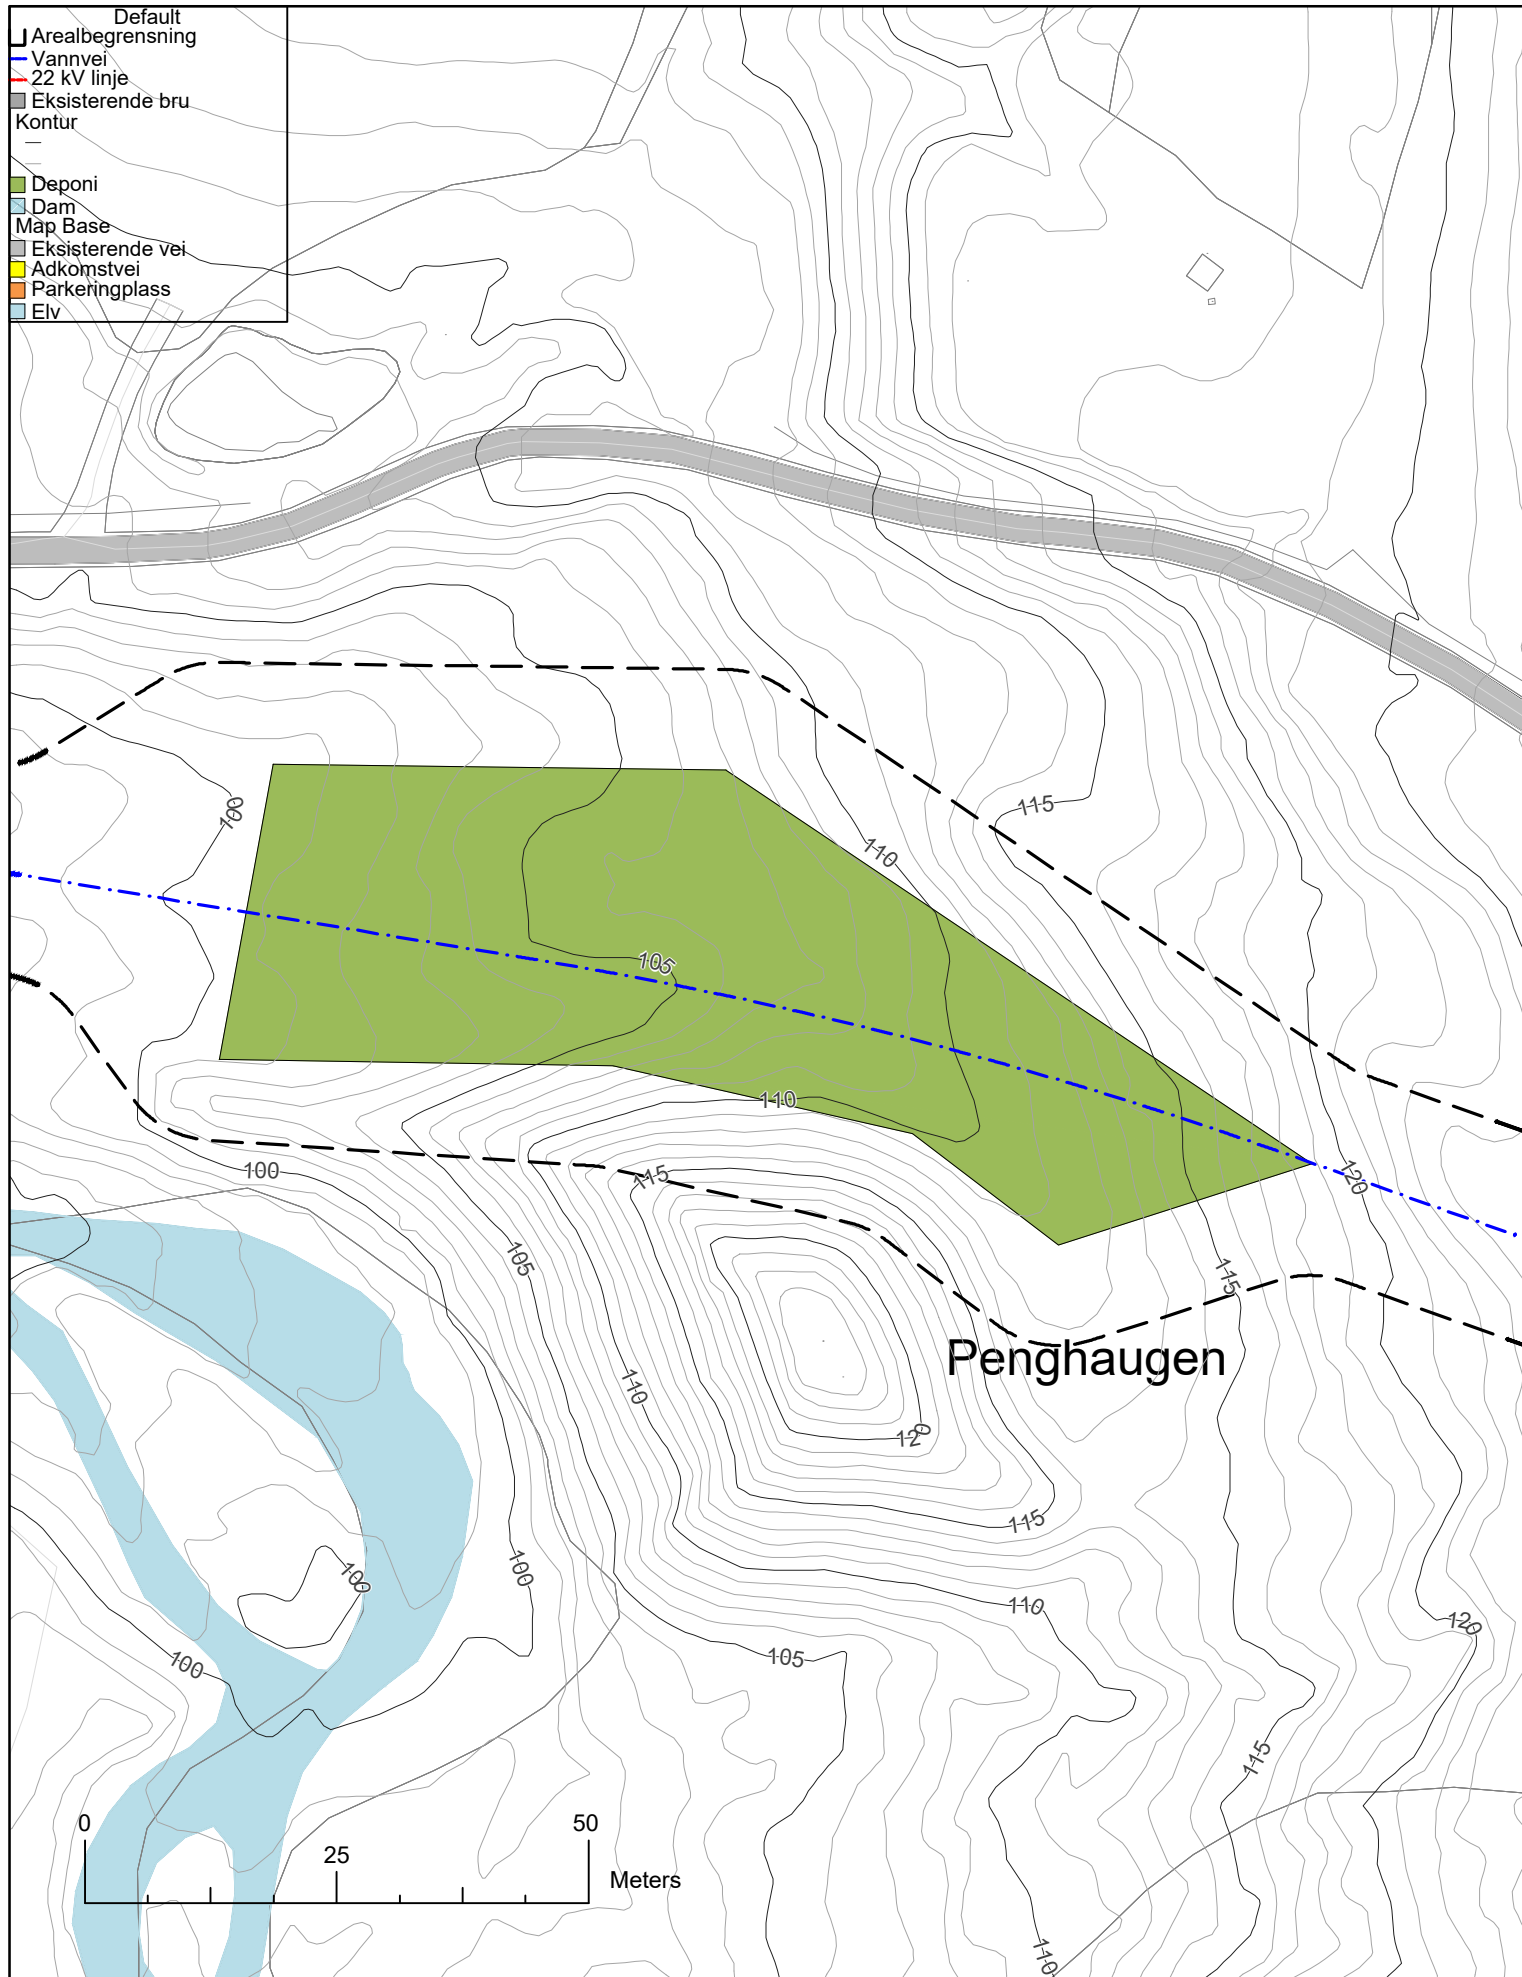 Default
Arealbegrensning
Vannvei
22 kV linje
Eksisterende bru
Kontur
Deponi
Dam
Map Base
Eksisterende vei
Adkomstvei
Parkeringplass
Elv
100
115
110
105
110
100
115
120
105
115
110
Penghaugen
120
115
100
100
110
120
100
105
115
0
50
25
Meters
110